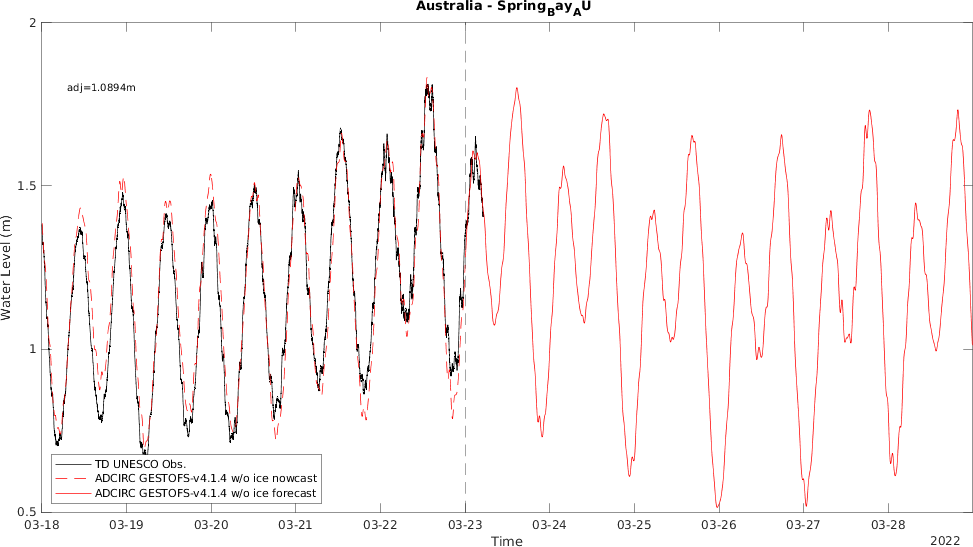 Australia - SpringBayAU
adj=1.0894m
2
1.5
1
0.5
Water Level (m)
TD UNESCO Obs.
ADCIRC GESTOFS-v4.1.4 w/o ice nowcast
ADCIRC GESTOFS-v4.1.4 w/o ice forecast
03-18 03-19 03-20 03-21 03-22 03-23 03-24 03-25 03-26 03-27 03-28
Time
2022